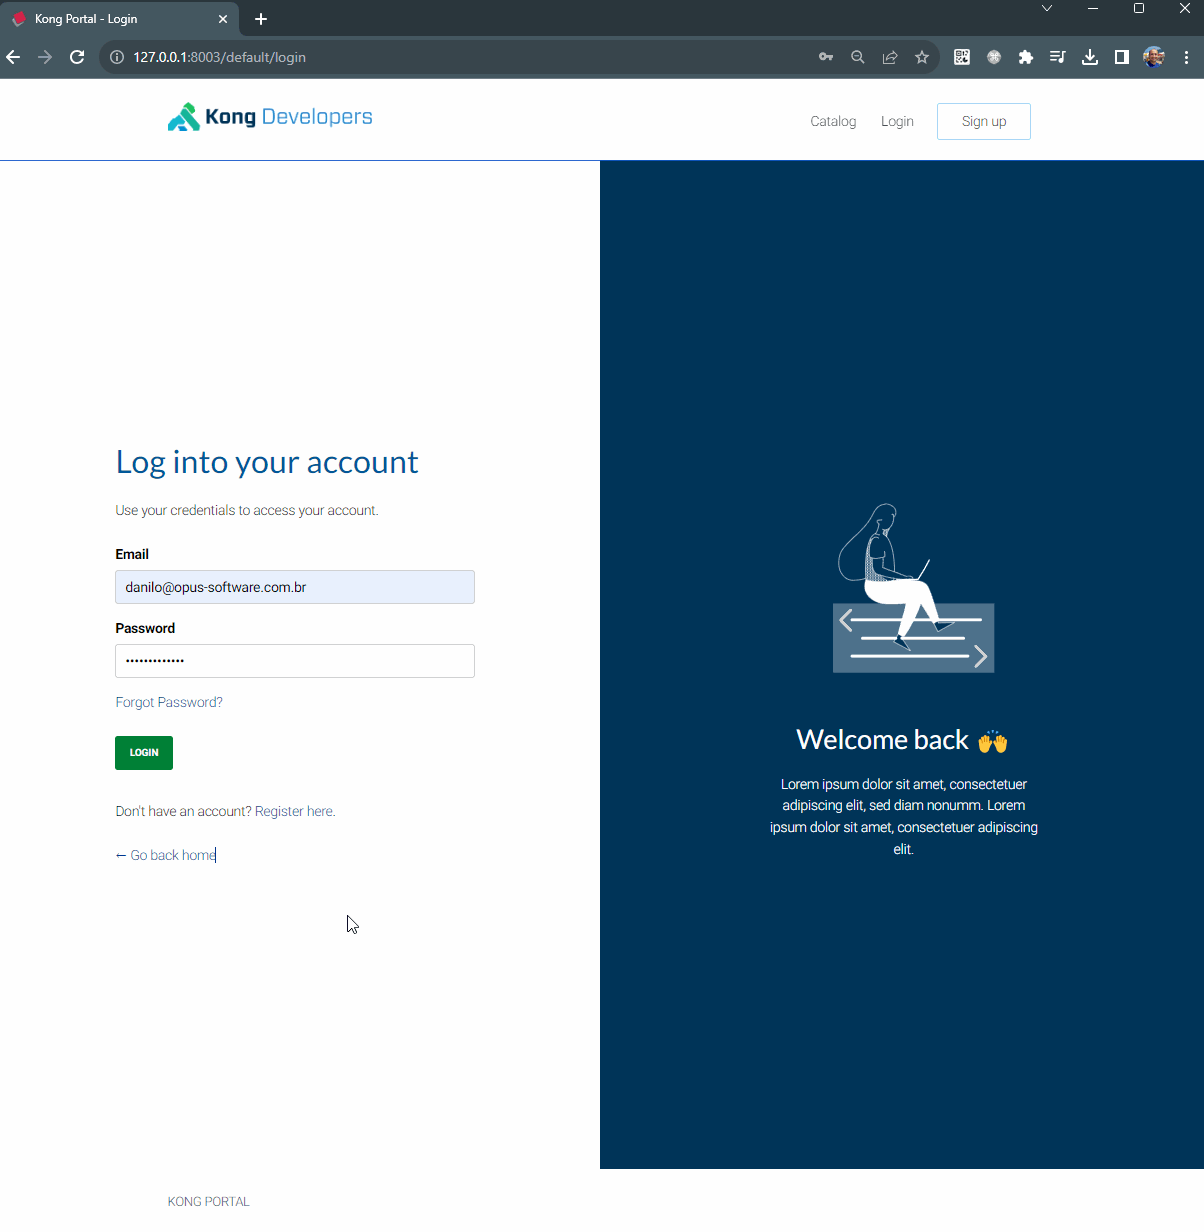 Kong Portal - Login
127.0.0.1:8003/default/login
Kong Developers
Catalog Login Sign up
Log into your account
Use your credentials to access your account.
Email
danilo@opus-software.com.br
Password
•••••••••••••
Forgot Password?
LOGIN
Don't have an account? Register here.
← Go back home
Welcome back 🙌
Lorem ipsum dolor sit amet, consectetuer
adipiscing elit, sed diam nonumm. Lorem
ipsum dolor sit amet, consectetuer adipiscing
elit.
KONG PORTAL